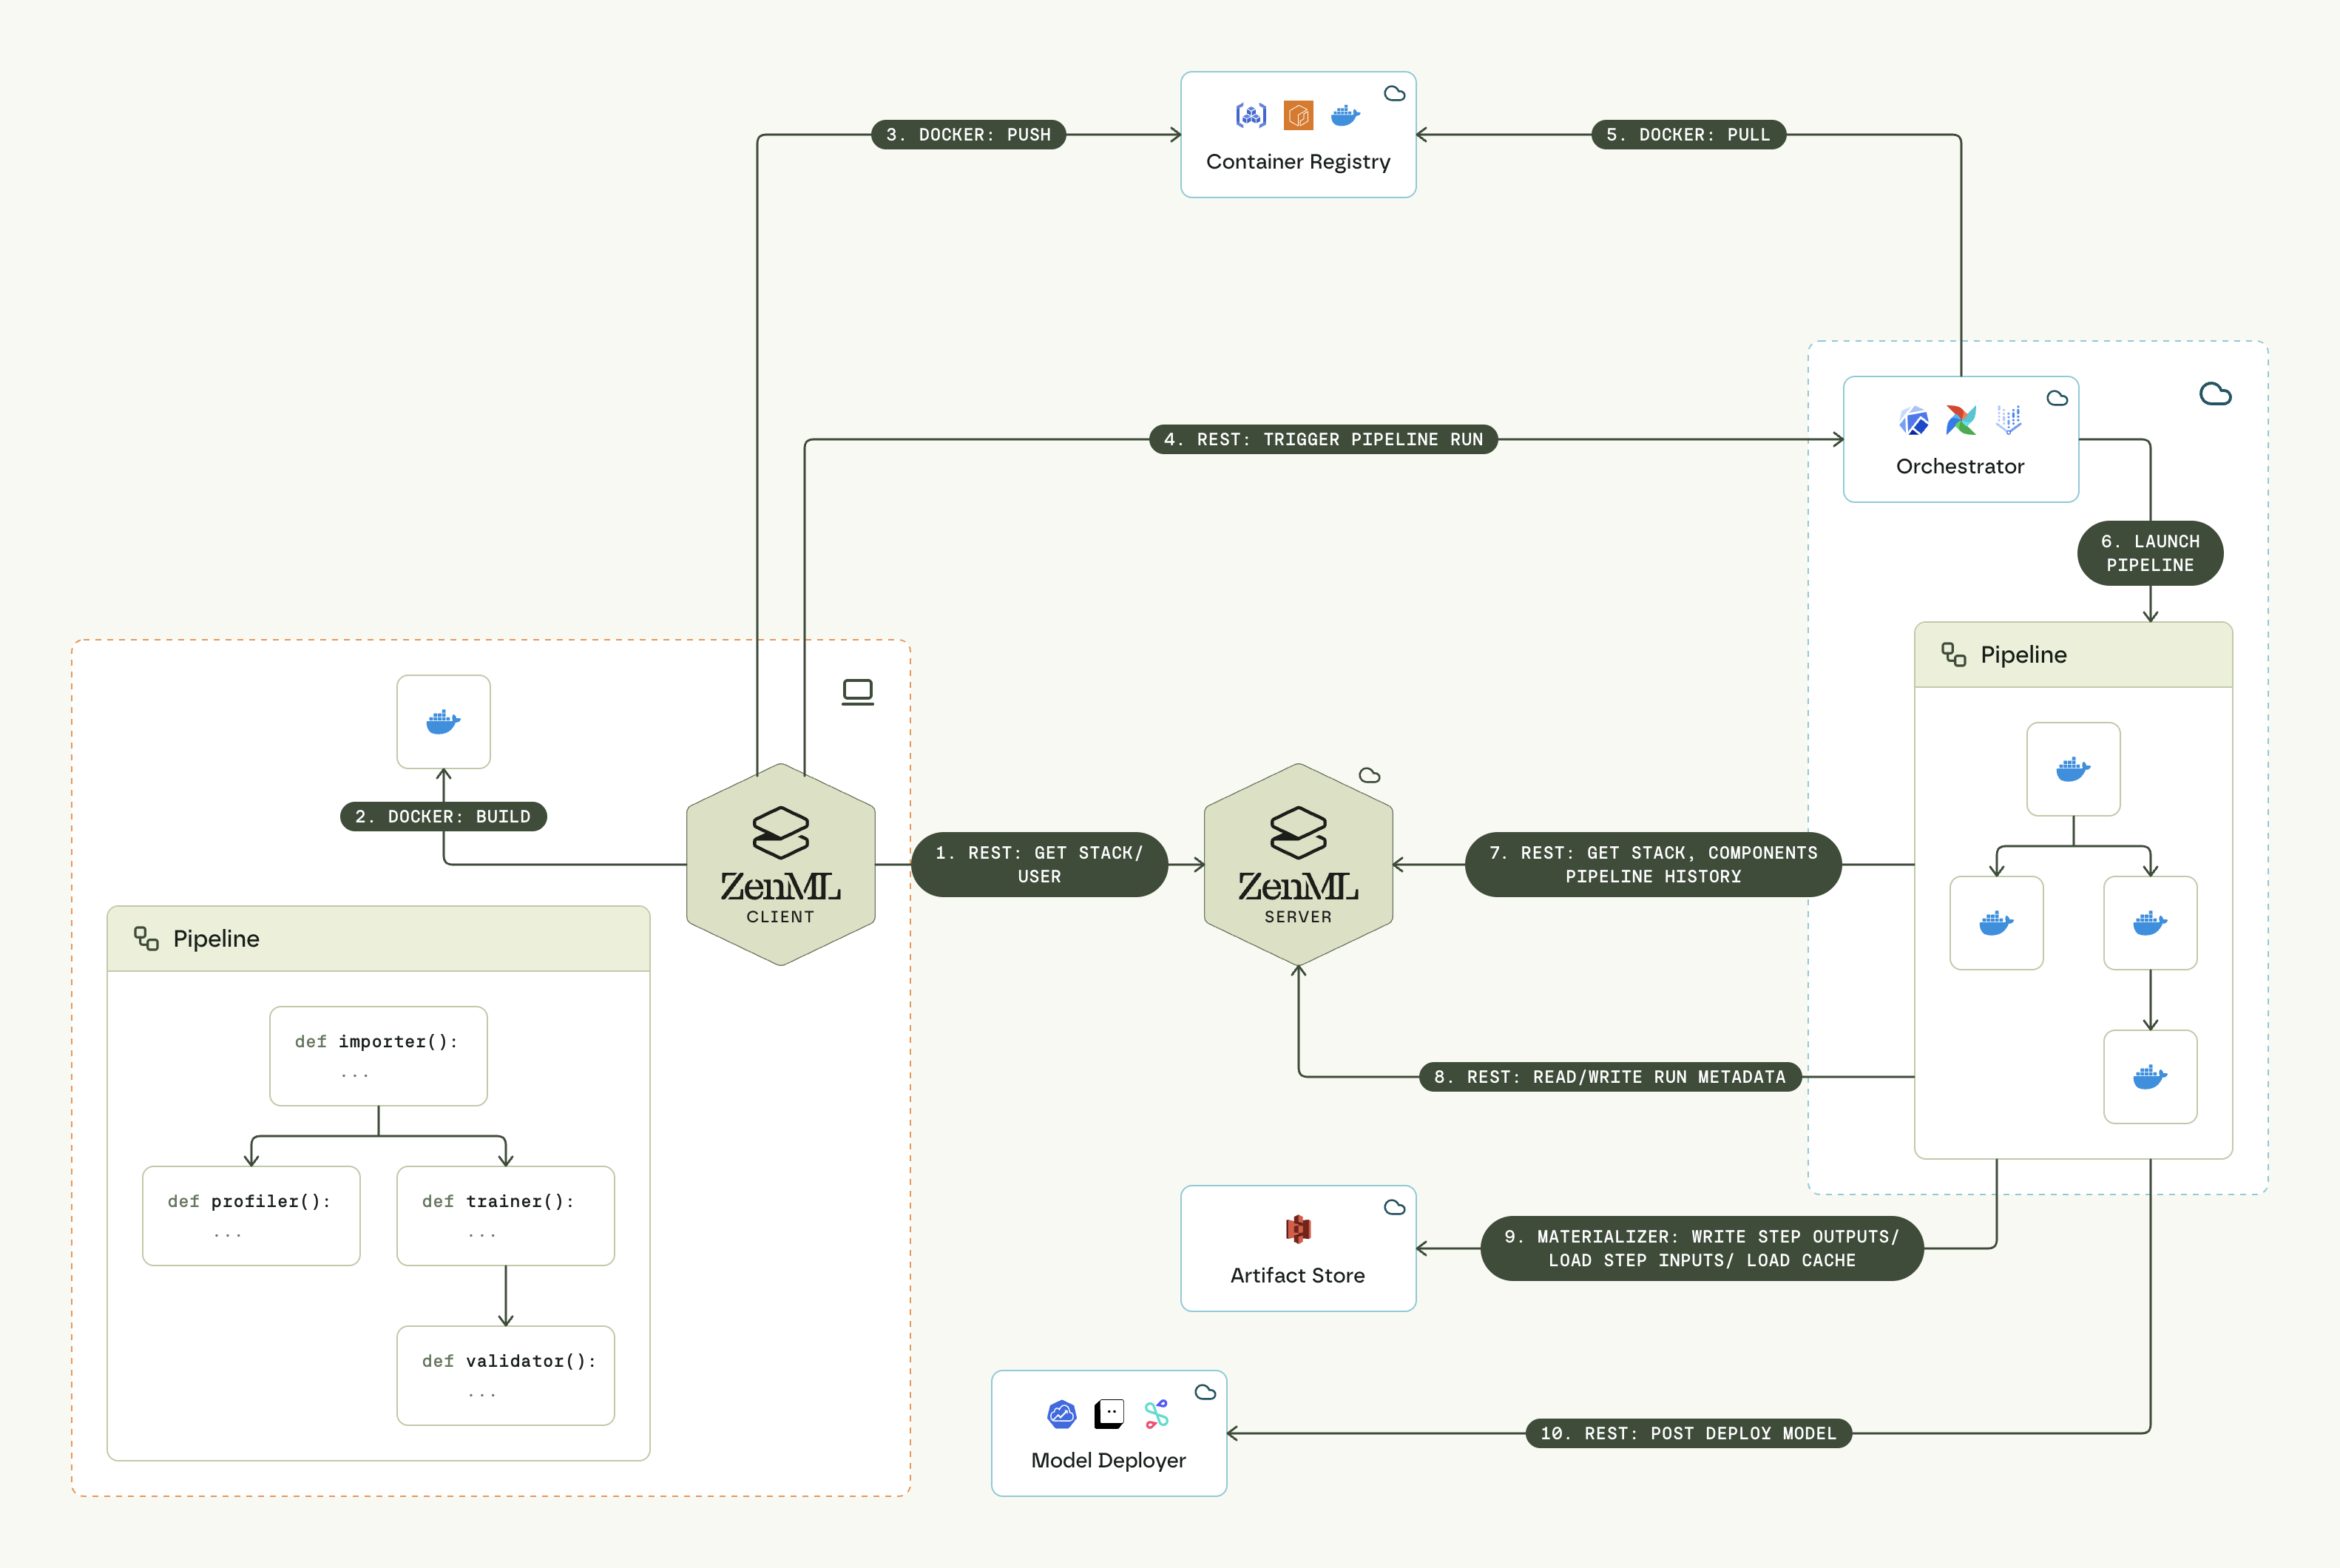 3. DOCKER: PUSH
Container Registry
5. DOCKER: PULL
4. REST: TRIGGER PIPELINE RUN
Orchestrator
6. LAUNCH
PIPELINE
Pipeline
2. DOCKER: BUILD
ZenML
CLIENT
1. REST: GET STACK/
USER
ZenML
SERVER
7. REST: GET STACK, COMPONENTS
PIPELINE HISTORY
Pipeline
def importer():
...
def profiler():
...
def trainer():
...
def validator():
...
8. REST: READ/WRITE RUN METADATA
Artifact Store
9. MATERIALIZER: WRITE STEP OUTPUTS/
LOAD STEP INPUTS/ LOAD CACHE
Model Deployer
10. REST: POST DEPLOY MODEL